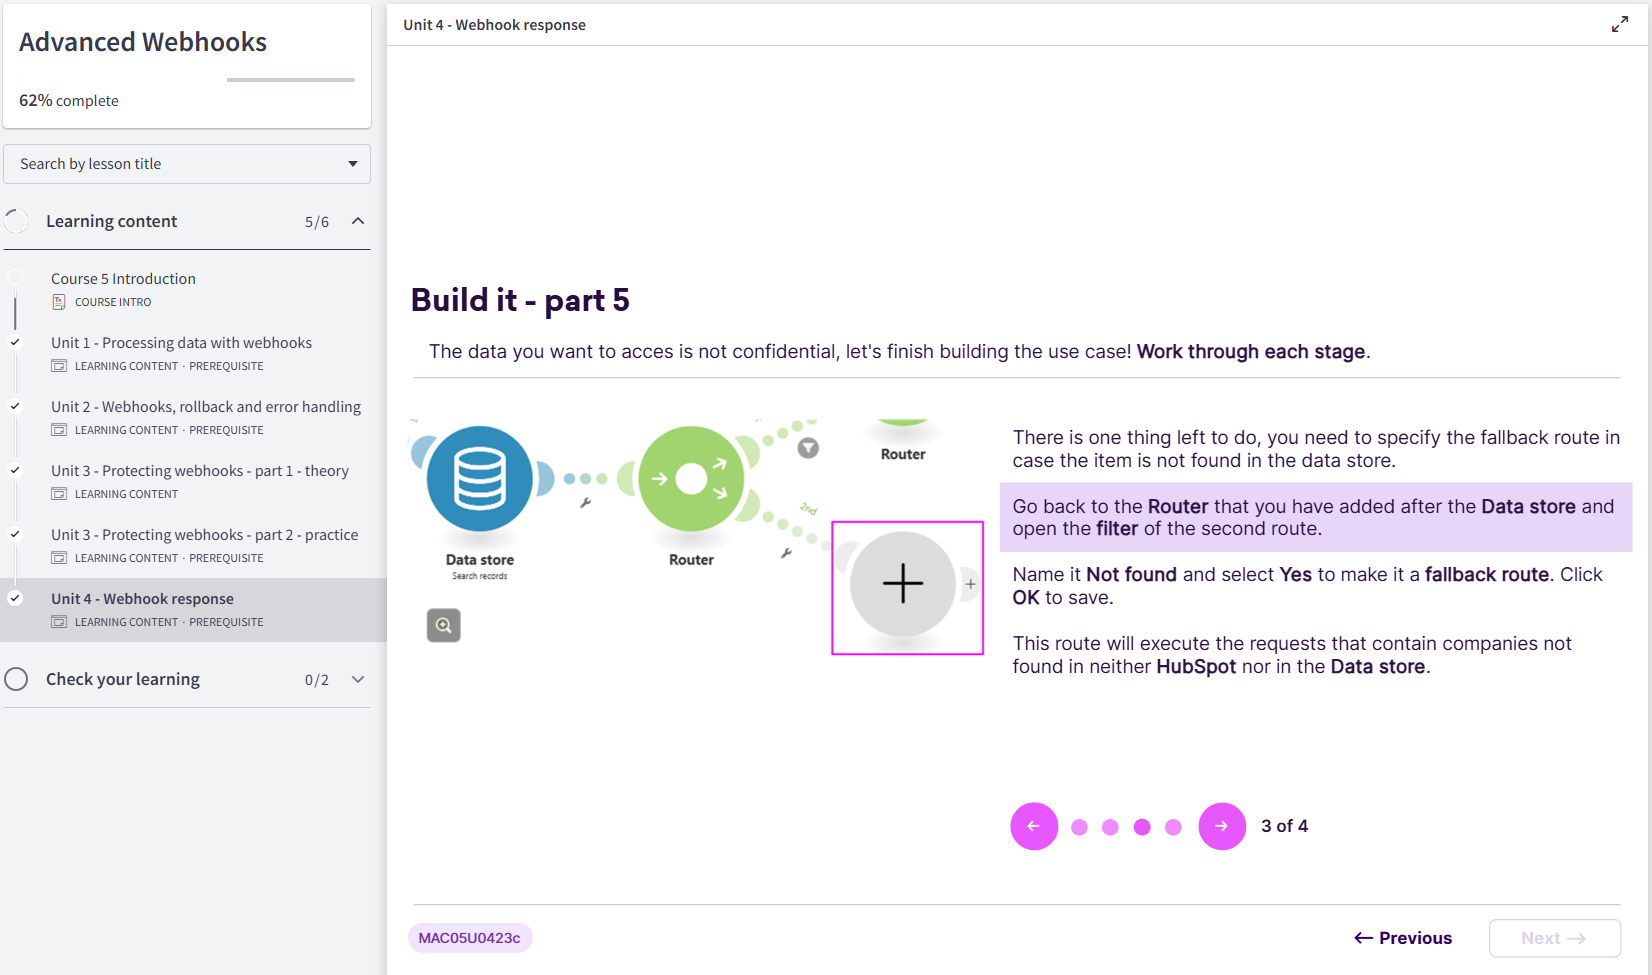 Advanced Webhooks
62% complete
Search by lesson title
Learning content 5/6
Course 5 Introduction
COURSE INTRO
Unit 1 - Processing data with webhooks
LEARNING CONTENT · PREREQUISITE
Unit 2 - Webhooks, rollback and error handling
LEARNING CONTENT · PREREQUISITE
Unit 3 - Protecting webhooks - part 1 - theory
LEARNING CONTENT
Unit 3 - Protecting webhooks - part 2 - practice
LEARNING CONTENT · PREREQUISITE
Unit 4 - Webhook response
LEARNING CONTENT · PREREQUISITE
Check your learning 0/2
Unit 4 - Webhook response
Build it - part 5
The data you want to acces is not confidential, let's finish building the use case! Work through each stage.
Router
2nd
Data store
Search records
Router
There is one thing left to do, you need to specify the fallback route in
case the item is not found in the data store.
Go back to the Router that you have added after the Data store and
open the filter of the second route.
Name it Not found and select Yes to make it a fallback route. Click
OK to save.
This route will execute the requests that contain companies not
found in neither HubSpot nor in the Data store.
3 of 4
MAC05U0423c
← Previous
Next →